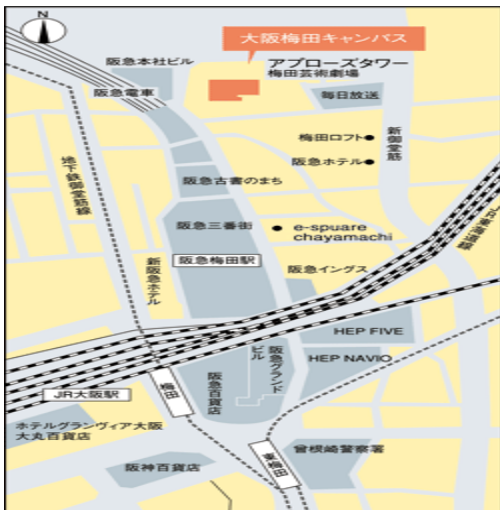 N
大阪梅田キャンパス
阪急本社ビル
アプローズタワー
梅田芸術劇場
阪急電車
毎日放送
新御堂筋
梅田ロフト
阪急ホテル
地下鉄御堂筋線
阪急古書のまち
阪急三番街
e-spuare
chayamachi
JR東海道線
阪急梅田駅
新阪急ホテル
阪急イングス
HEP FIVE
阪急グランド
ビル
HEP NAVIO
阪急百貨店
梅田
JR大阪駅
ホテルグランヴィア大阪
大丸百貨店
東梅田
曾根崎警察署
阪神百貨店